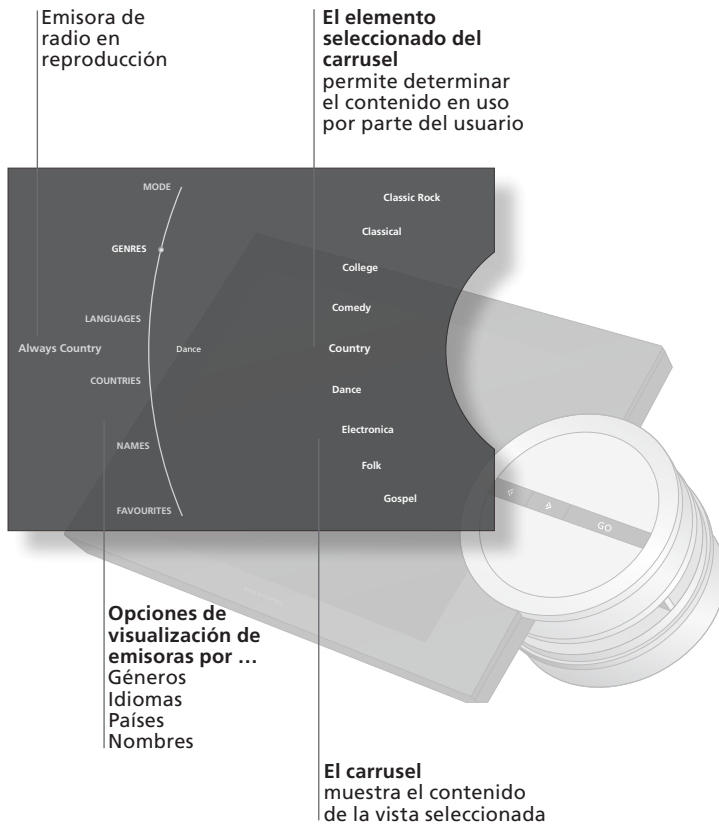 Emisora de
radio en
reproducción
El elemento
seleccionado del
carrusel
permite determinar
el contenido en uso
por parte del usuario
MODE
GENRES
LANGUAGES
Always Country
COUNTRIES
NAMES
FAVOURITES
Dance
Classic Rock
Classical
College
Comedy
Country
Dance
Electronica
Folk
Gospel
GO
Opciones de
visualización de
emisoras por …
Géneros
Idiomas
Países
Nombres
El carrusel
muestra el contenido
de la vista seleccionada